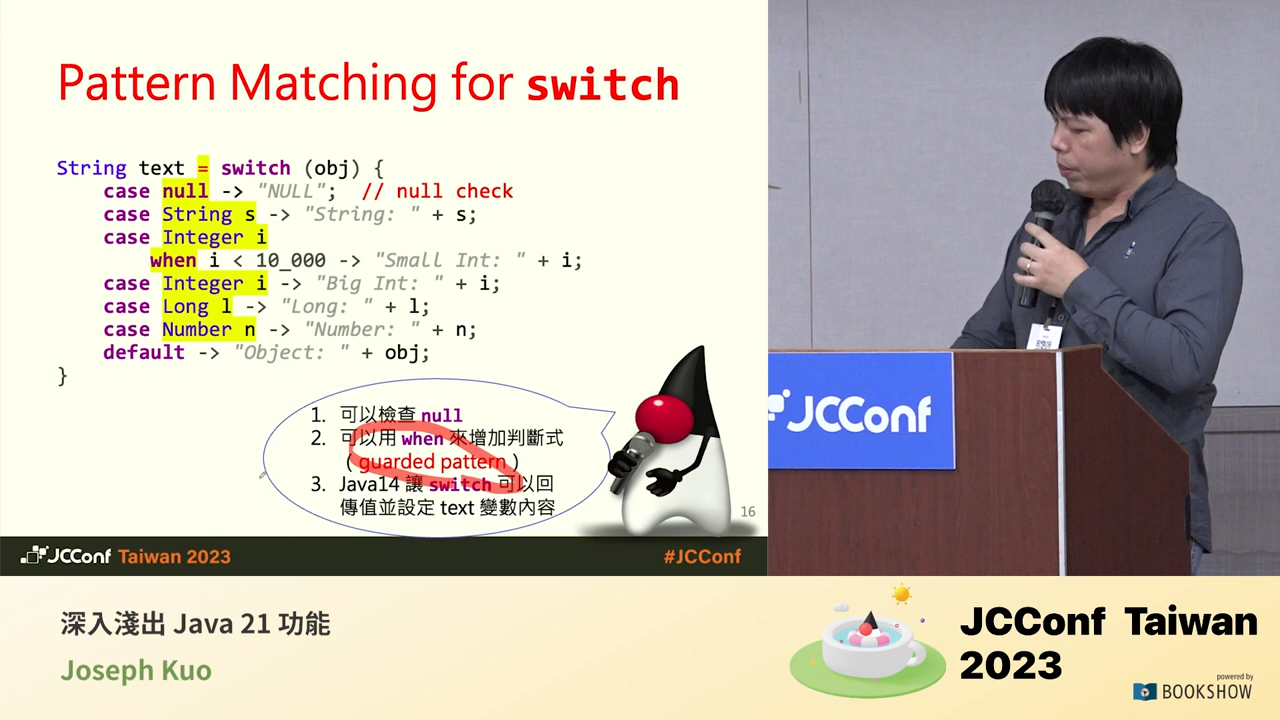 Pattern Matching for switch
String text = switch (obj) {
case null -> "NULL"; // null check
case String s -> "String: " + s;
case Integer i
when i < 10_000 -> "Small Int: " + i;
case Integer i -> "Big Int: " + i;
case Long l -> "Long: " + l;
case Number n -> "Number: " + n;
default -> "Object: " + obj;
}
1. 可以檢查 null
2. 可以用 when 來增加判斷式
( guarded pattern )
3. Java14 讓 switch 可以回
傳值並設定 text 變數內容
16
JCConf Taiwan 2023
#JCConf
JCConf
深入淺出 Java 21 功能
Joseph Kuo
JCConf Taiwan
2023
powered by
BOOKSHOW